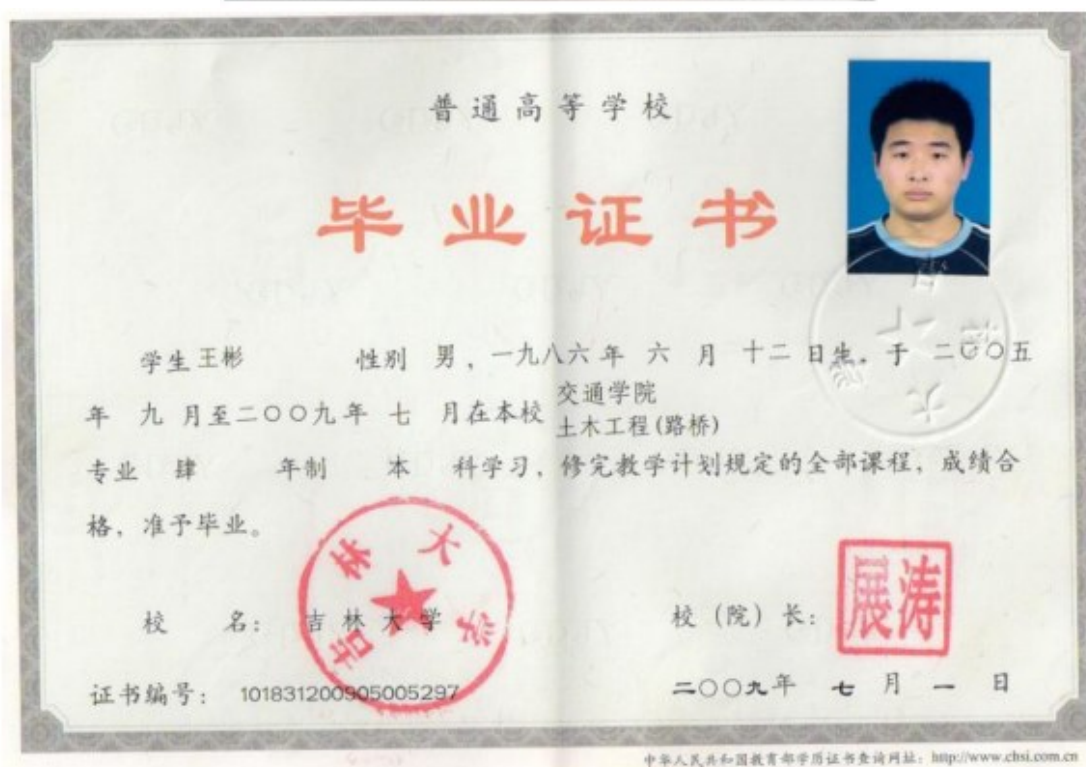 普通高等学校
毕业证书
学生 王彬 性别 男，一九八六年 六 月 十二 日生，于 二〇〇五
年 九 月至二〇〇九年 七 月在本校 交通学院
土木工程(路桥)
专业 肆 年制 本 科学习，修完教学计划规定的全部课程，成绩合
格，准予毕业。
吉林大学
校 名： 吉林大学
校（院）长：
展涛
证书编号： 101831200905005297
二〇〇九年 七 月 一 日
中华人民共和国教育部学历证书查询网址：http://www.chsi.com.cn